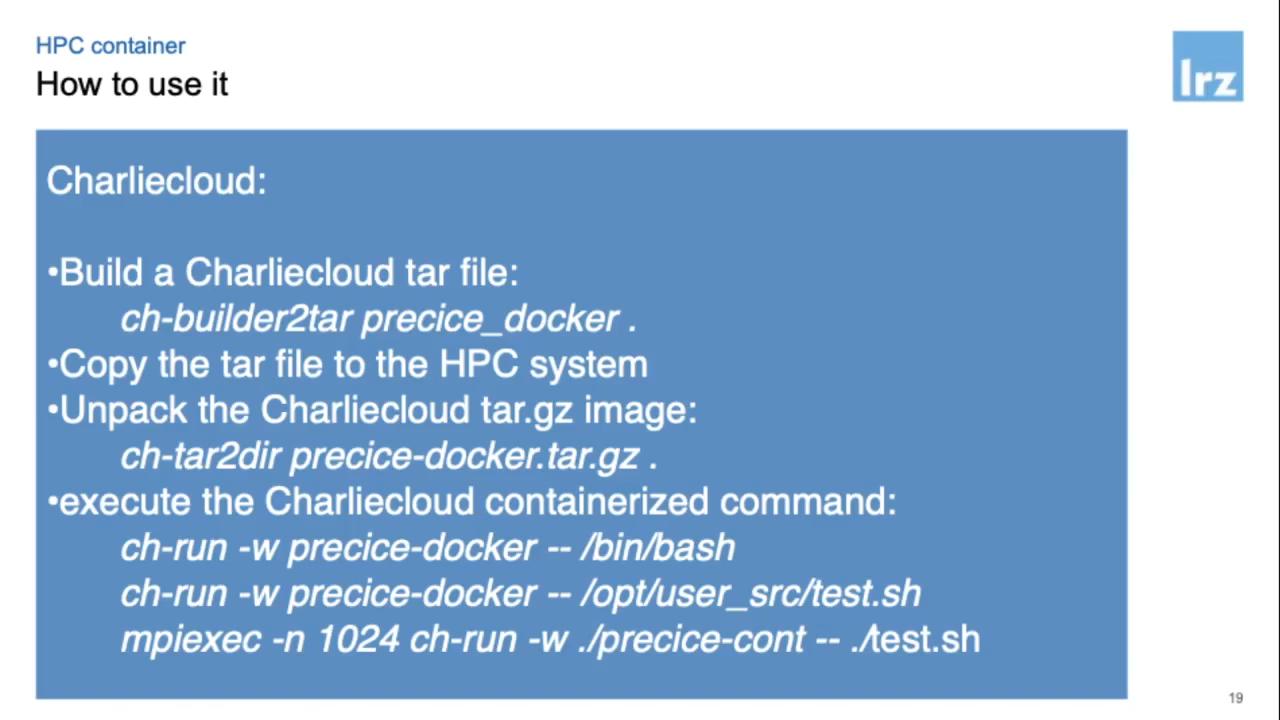 HPC container
How to use it
lrz
Charliecloud:
•Build a Charliecloud tar file:
ch-builder2tar precice_docker .
•Copy the tar file to the HPC system
•Unpack the Charliecloud tar.gz image:
ch-tar2dir precice-docker.tar.gz .
•execute the Charliecloud containerized command:
ch-run -w precice-docker -- /bin/bash
ch-run -w precice-docker -- /opt/user_src/test.sh
mpiexec -n 1024 ch-run -w ./precice-cont -- ./test.sh
19